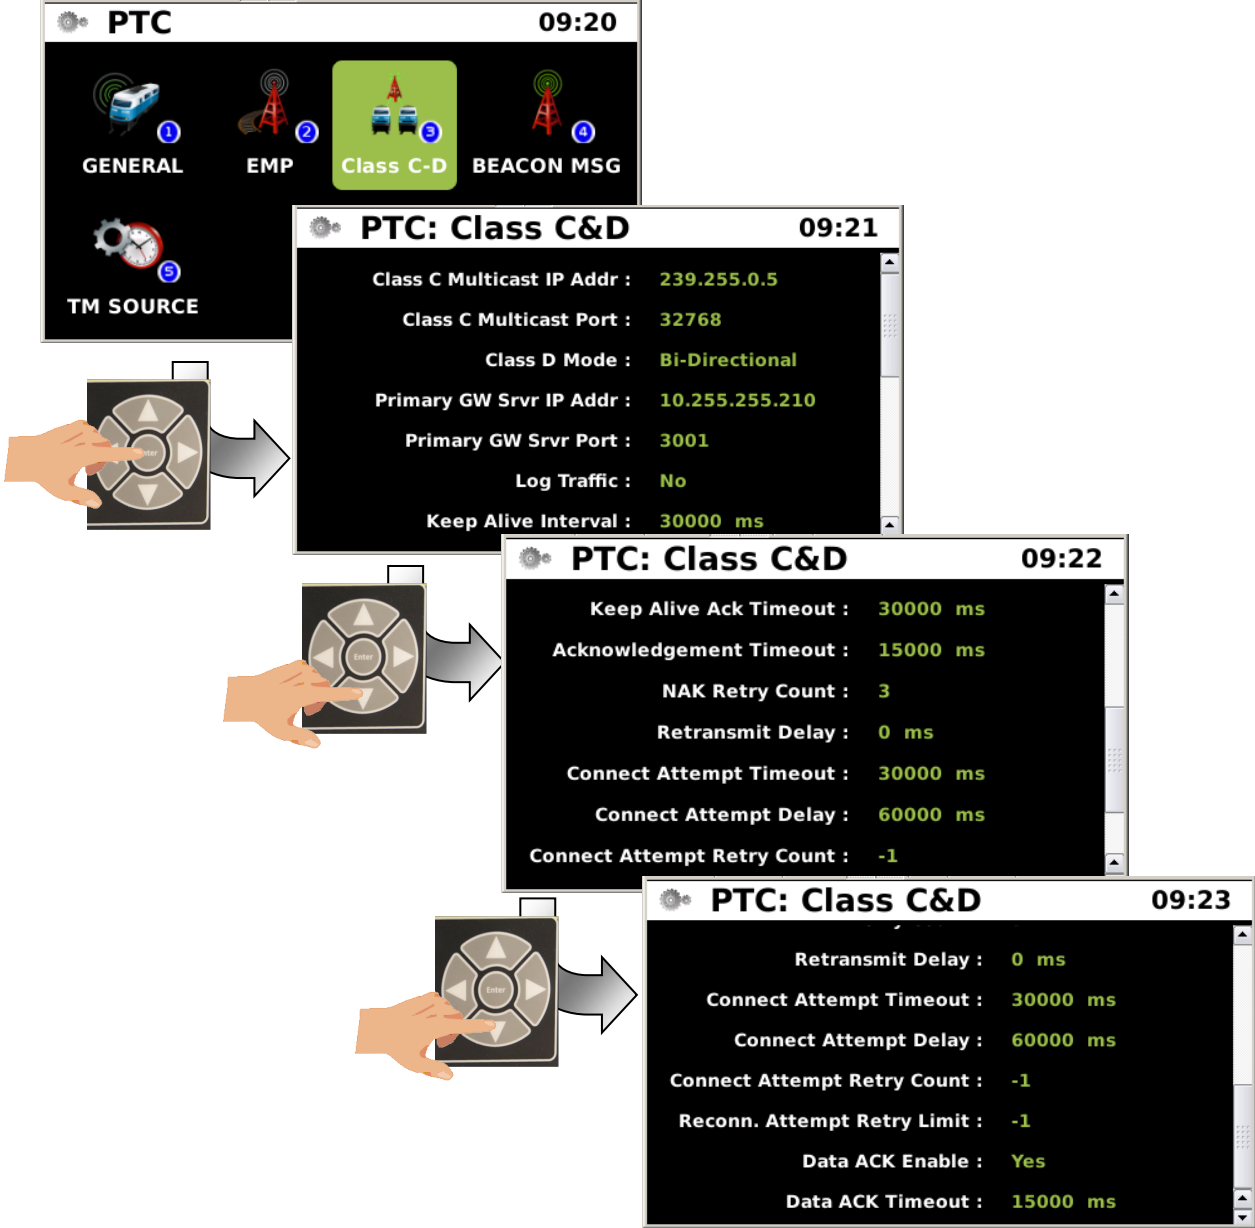 PTC 09:20
1 2 3 4
GENERAL EMP Class C-D BEACON MSG
5
TM SOURCE
PTC: Class C&D 09:21
Class C Multicast IP Addr : 239.255.0.5
Class C Multicast Port : 32768
Class D Mode : Bi-Directional
Primary GW Srvr IP Addr : 10.255.255.210
Primary GW Srvr Port : 3001
Log Traffic : No
Keep Alive Interval : 30000 ms
PTC: Class C&D 09:22
Keep Alive Ack Timeout : 30000 ms
Acknowledgement Timeout : 15000 ms
NAK Retry Count : 3
Retransmit Delay : 0 ms
Connect Attempt Timeout : 30000 ms
Connect Attempt Delay : 60000 ms
Connect Attempt Retry Count : -1
Enter
PTC: Class C&D 09:23
Retransmit Delay : 0 ms
Connect Attempt Timeout : 30000 ms
Connect Attempt Delay : 60000 ms
Connect Attempt Retry Count : -1
Reconn. Attempt Retry Limit : -1
Data ACK Enable : Yes
Data ACK Timeout : 15000 ms
Enter